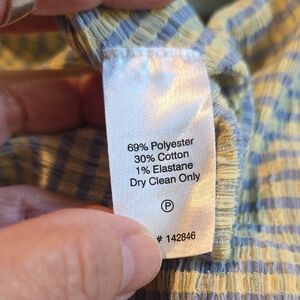 69% Polyester
30% Cotton
1% Elastane
Dry Clean Only
P
# 142846